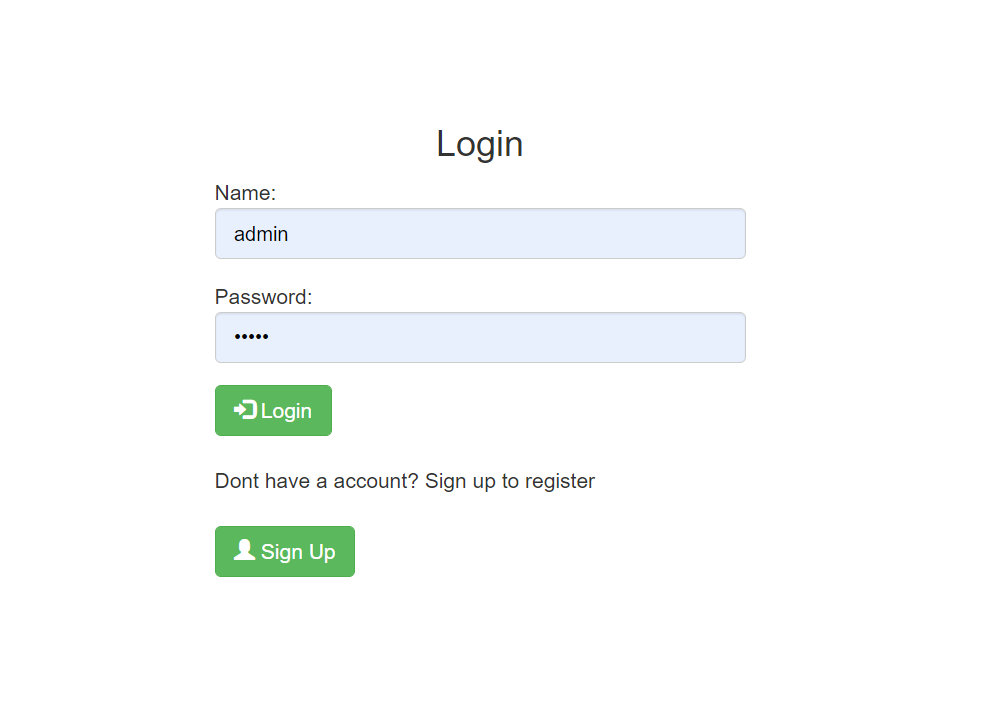 Login
Name:
admin
Password:
•••••
Login
Dont have a account? Sign up to register
Sign Up